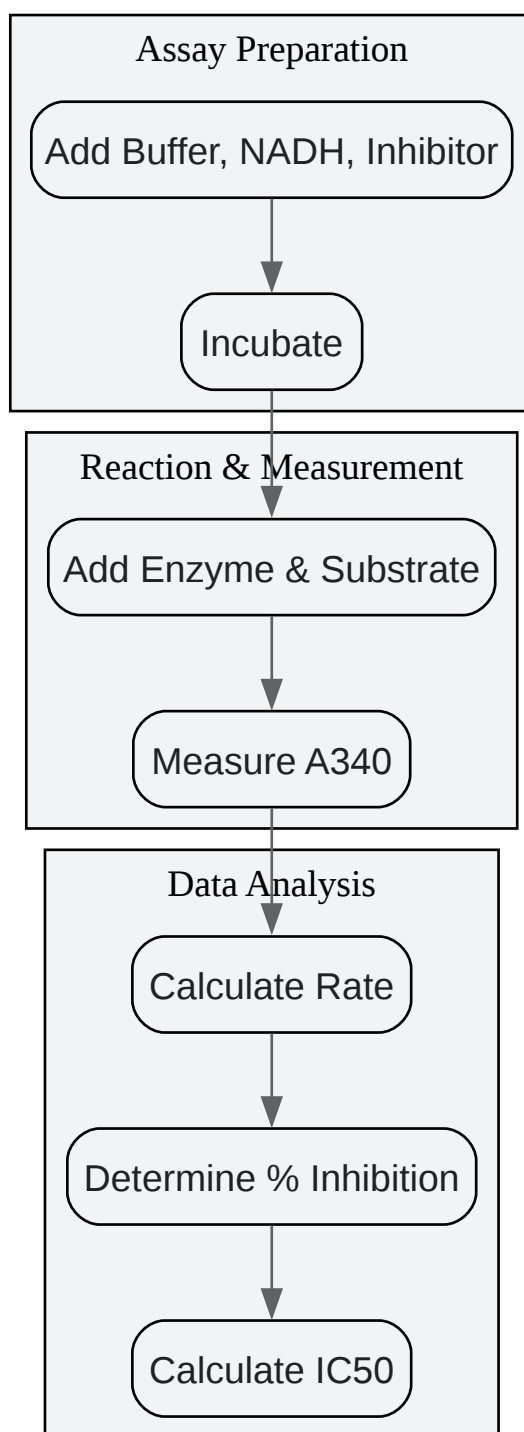 Assay Preparation
Add Buffer, NADH, Inhibitor
Incubate
Reaction & Measurement
Add Enzyme & Substrate
Measure A340
Data Analysis
Calculate Rate
Determine % Inhibition
Calculate IC50